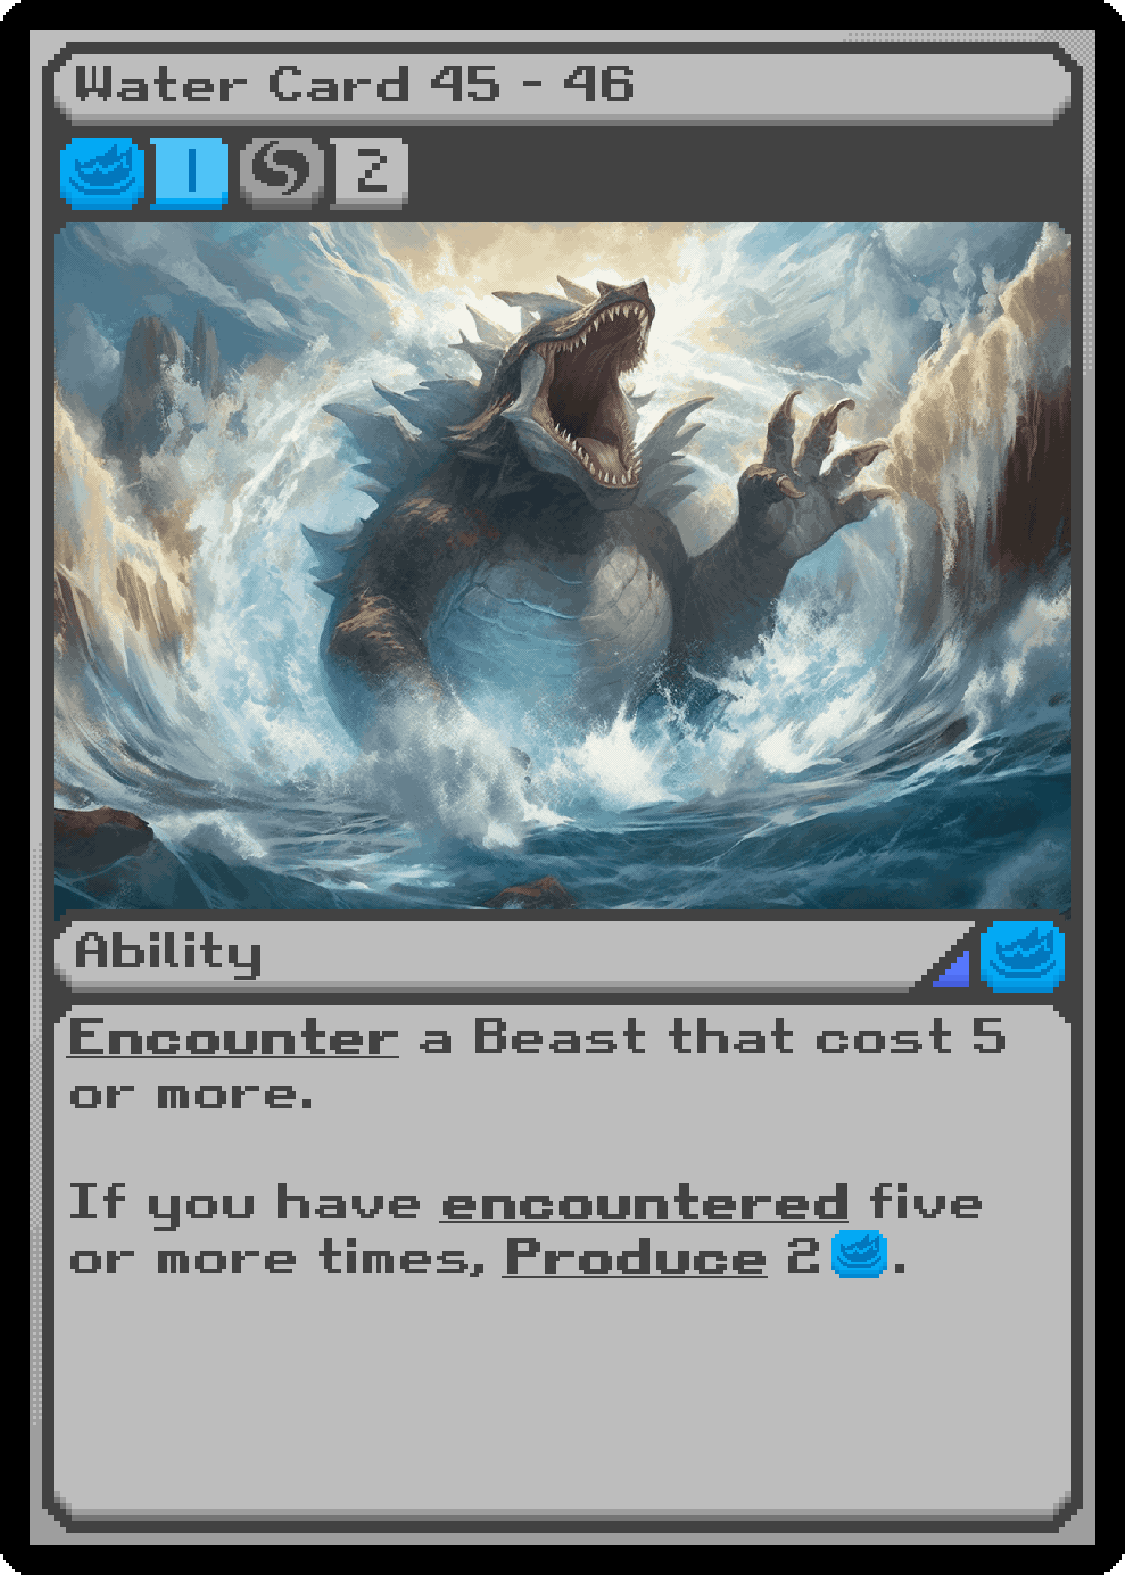 Water Card 45 - 46
1 2
Ability
Encounter a Beast that cost 5
or more.
If you have encountered five
or more times, Produce 2.